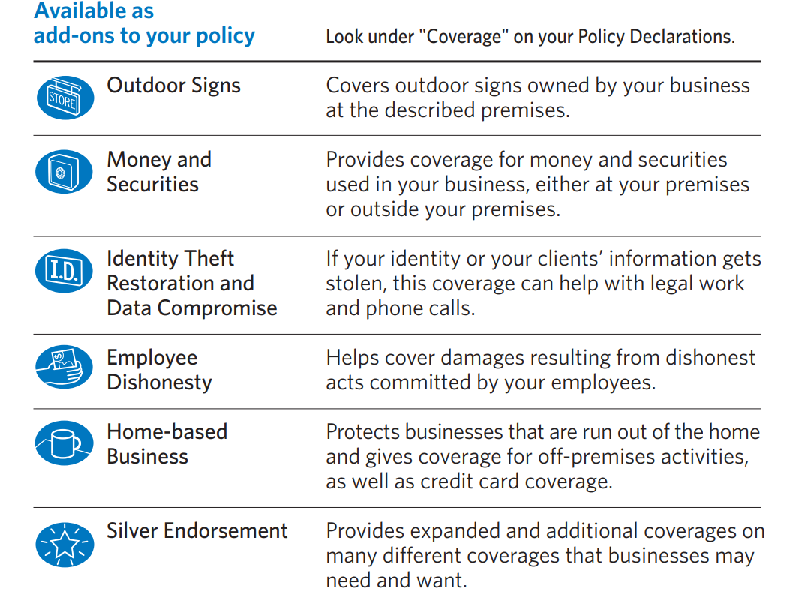 Available as
add-ons to your policy
Look under "Coverage" on your Policy Declarations.
STORE
Outdoor Signs
Covers outdoor signs owned by your business
at the described premises.
Money and
Securities
Provides coverage for money and securities
used in your business, either at your premises
or outside your premises.
I.D.
Identity Theft
Restoration and
Data Compromise
If your identity or your clients’ information gets
stolen, this coverage can help with legal work
and phone calls.
Employee
Dishonesty
Helps cover damages resulting from dishonest
acts committed by your employees.
Home-based
Business
Protects businesses that are run out of the home
and gives coverage for off-premises activities,
as well as credit card coverage.
Silver Endorsement
Provides expanded and additional coverages on
many different coverages that businesses may
need and want.